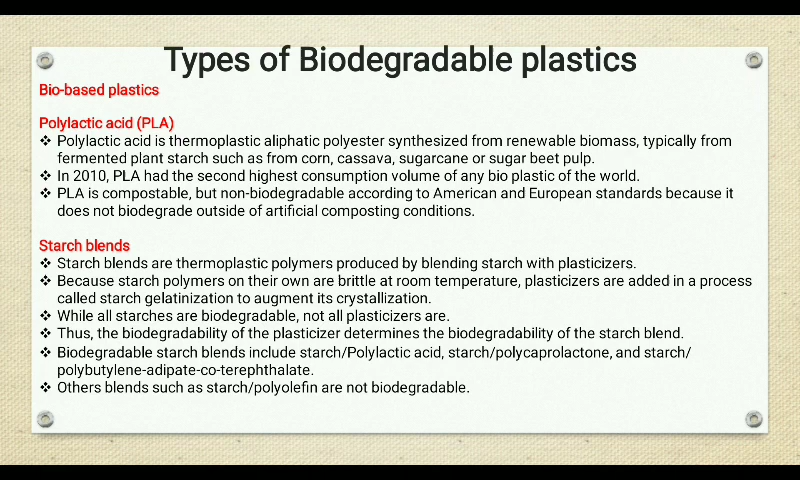 Types of Biodegradable plastics
Bio-based plastics
Polylactic acid (PLA)
❖ Polylactic acid is thermoplastic aliphatic polyester synthesized from renewable biomass, typically from
fermented plant starch such as from corn, cassava, sugarcane or sugar beet pulp.
❖ In 2010, PLA had the second highest consumption volume of any bio plastic of the world.
❖ PLA is compostable, but non-biodegradable according to American and European standards because it
does not biodegrade outside of artificial composting conditions.
Starch blends
❖ Starch blends are thermoplastic polymers produced by blending starch with plasticizers.
❖ Because starch polymers on their own are brittle at room temperature, plasticizers are added in a process
called starch gelatinization to augment its crystallization.
❖ While all starches are biodegradable, not all plasticizers are.
❖ Thus, the biodegradability of the plasticizer determines the biodegradability of the starch blend.
❖ Biodegradable starch blends include starch/Polylactic acid, starch/polycaprolactone, and starch/
polybutylene-adipate-co-terephthalate.
❖ Others blends such as starch/polyolefin are not biodegradable.